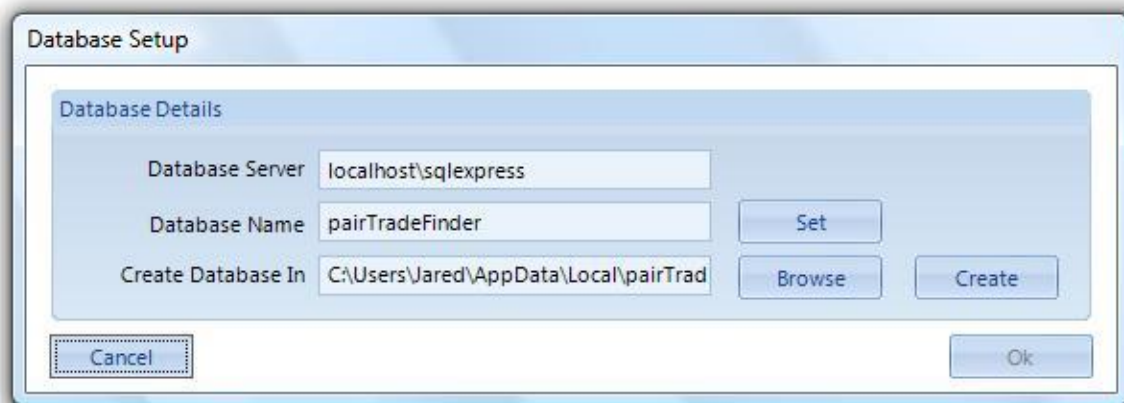 Database Setup
Database Details
Database Server localhost\sqlexpress
Database Name pairTradeFinder Set
Create Database In C:\Users\Jared\AppData\Local\pairTrad Browse Create
Cancel Ok